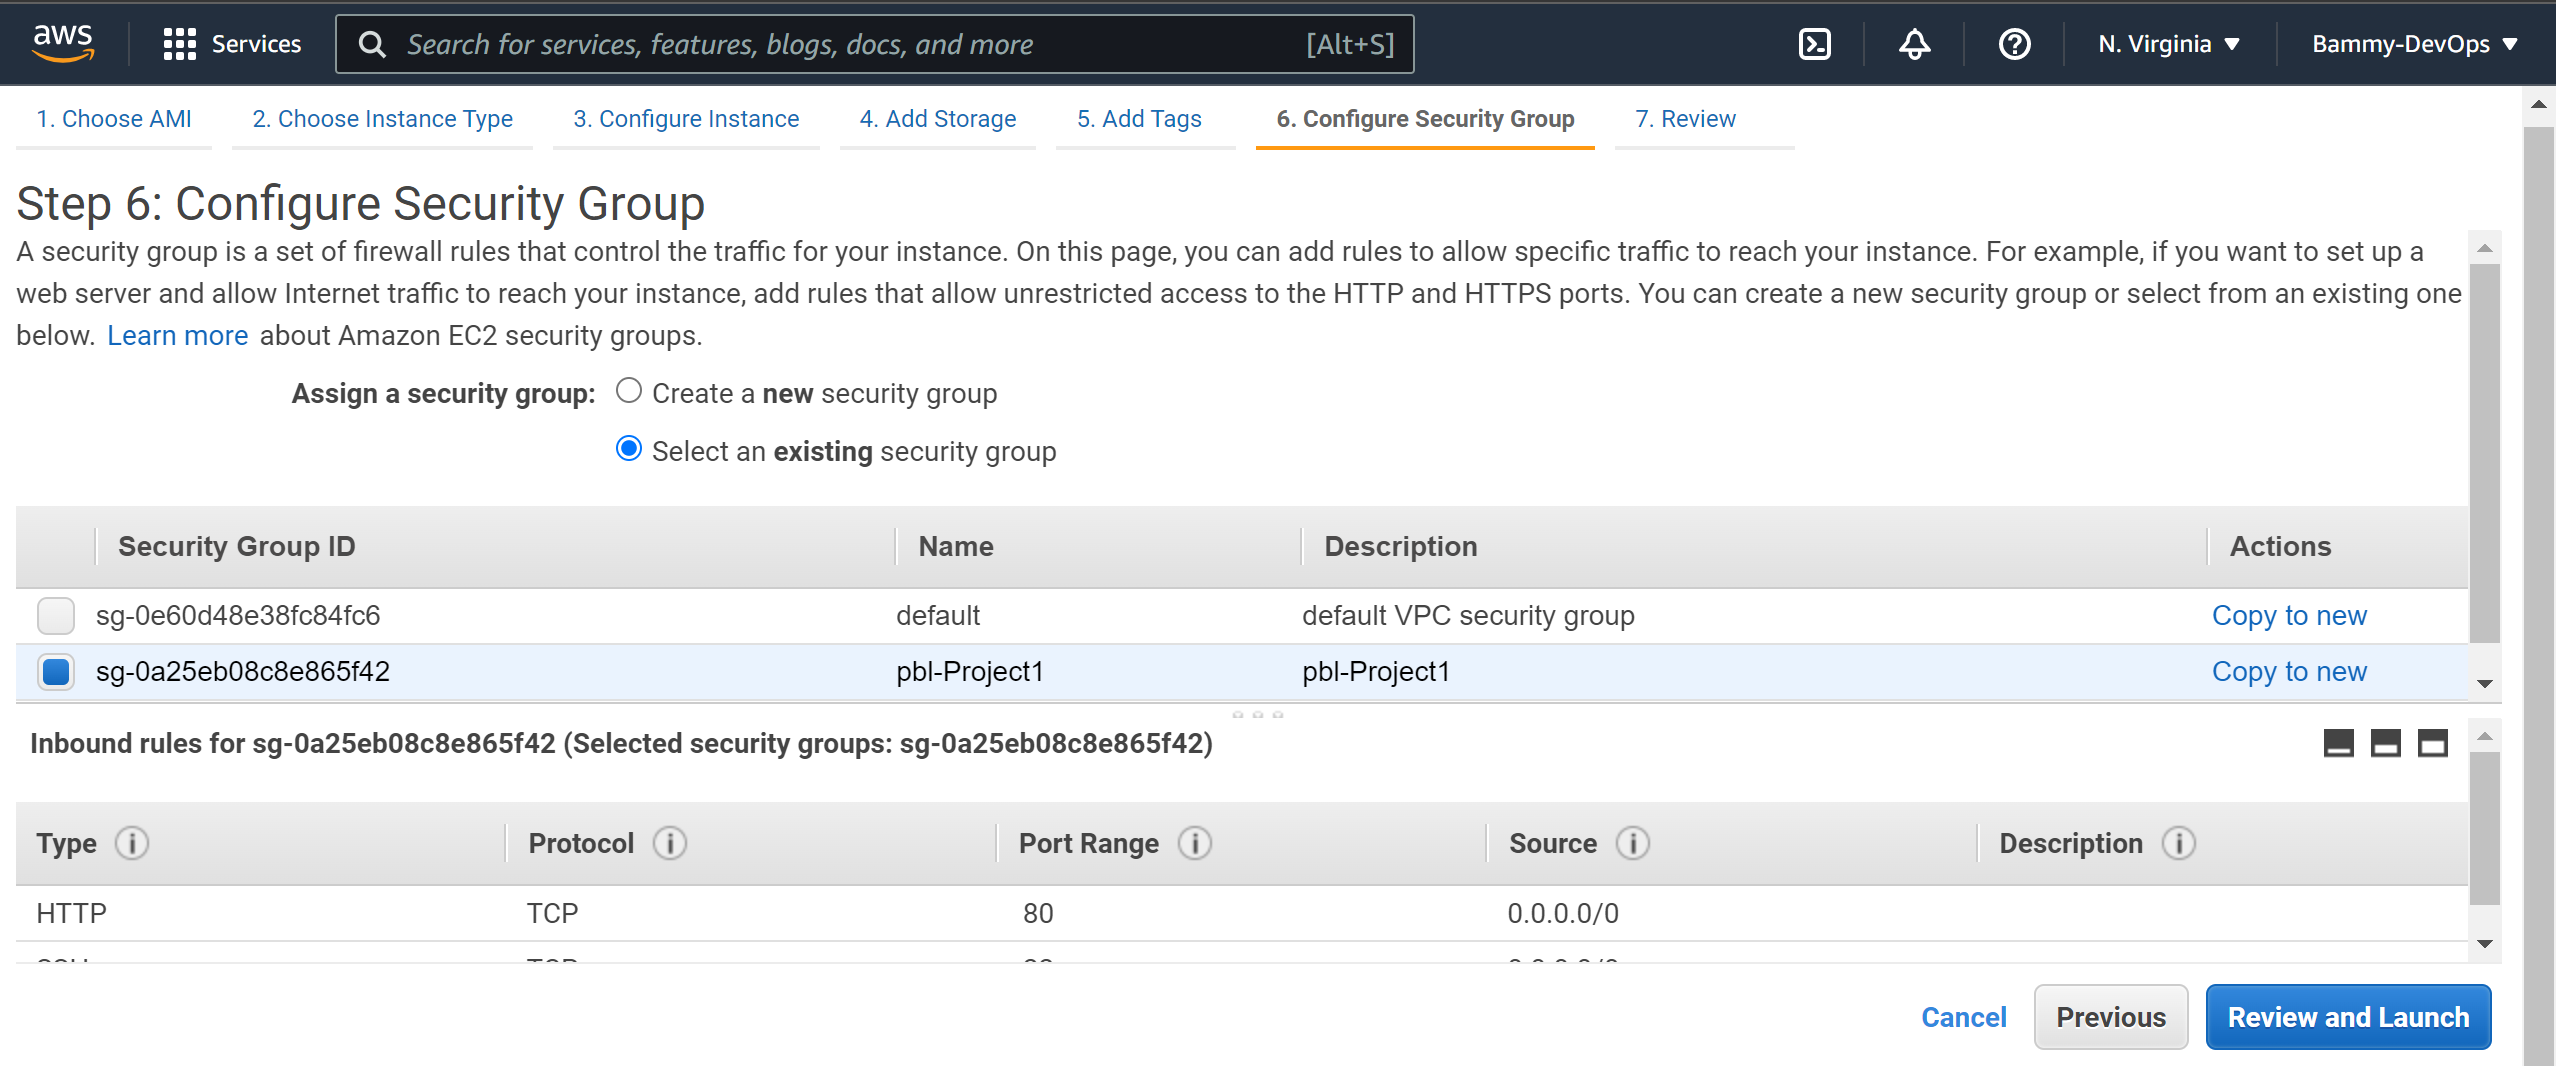 aws Services Search for services, features, blogs, docs, and more [Alt+S] N. Virginia Bammy-DevOps
1. Choose AMI 2. Choose Instance Type 3. Configure Instance 4. Add Storage 5. Add Tags 6. Configure Security Group 7. Review
Step 6: Configure Security Group
A security group is a set of firewall rules that control the traffic for your instance. On this page, you can add rules to allow specific traffic to reach your instance. For example, if you want to set up a
web server and allow Internet traffic to reach your instance, add rules that allow unrestricted access to the HTTP and HTTPS ports. You can create a new security group or select from an existing one
below. Learn more about Amazon EC2 security groups.
Assign a security group: Create a new security group
Select an existing security group
Security Group ID Name Description Actions
sg-0e60d48e38fc84fc6 default default VPC security group Copy to new
sg-0a25eb08c8e865f42 pbl-Project1 pbl-Project1 Copy to new
Inbound rules for sg-0a25eb08c8e865f42 (Selected security groups: sg-0a25eb08c8e865f42)
Type Protocol Port Range Source Description
HTTP TCP 80 0.0.0.0/0
Cancel Previous Review and Launch